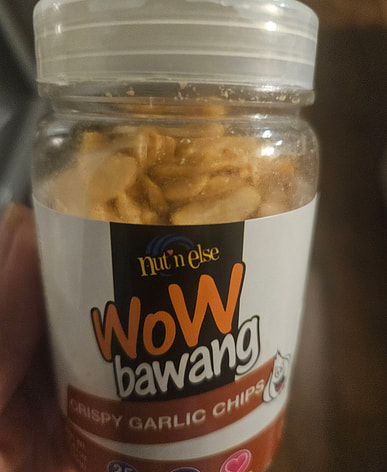 nut'n else
WoW
bawang
CRISPY GARLIC CHIPS